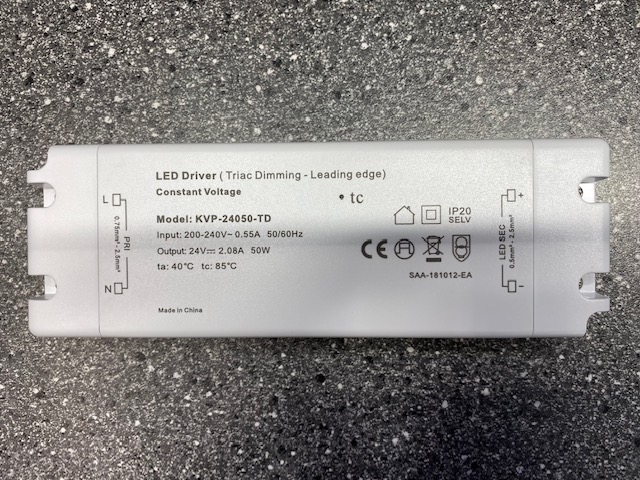 LED Driver ( Triac Dimming - Leading edge)
Constant Voltage
tc
Model: KVP-24050-TD
Input: 200-240V~ 0.55A 50/60Hz
Output: 24V⎓ 2.08A 50W
ta: 40°C tc: 85°C
Made in China
L
N
PRI
0.75mm² - 2.5mm²
IP20
SELV
CE
SAA-181012-EA
+
-
LED SEC
0.5mm² - 2.5mm²